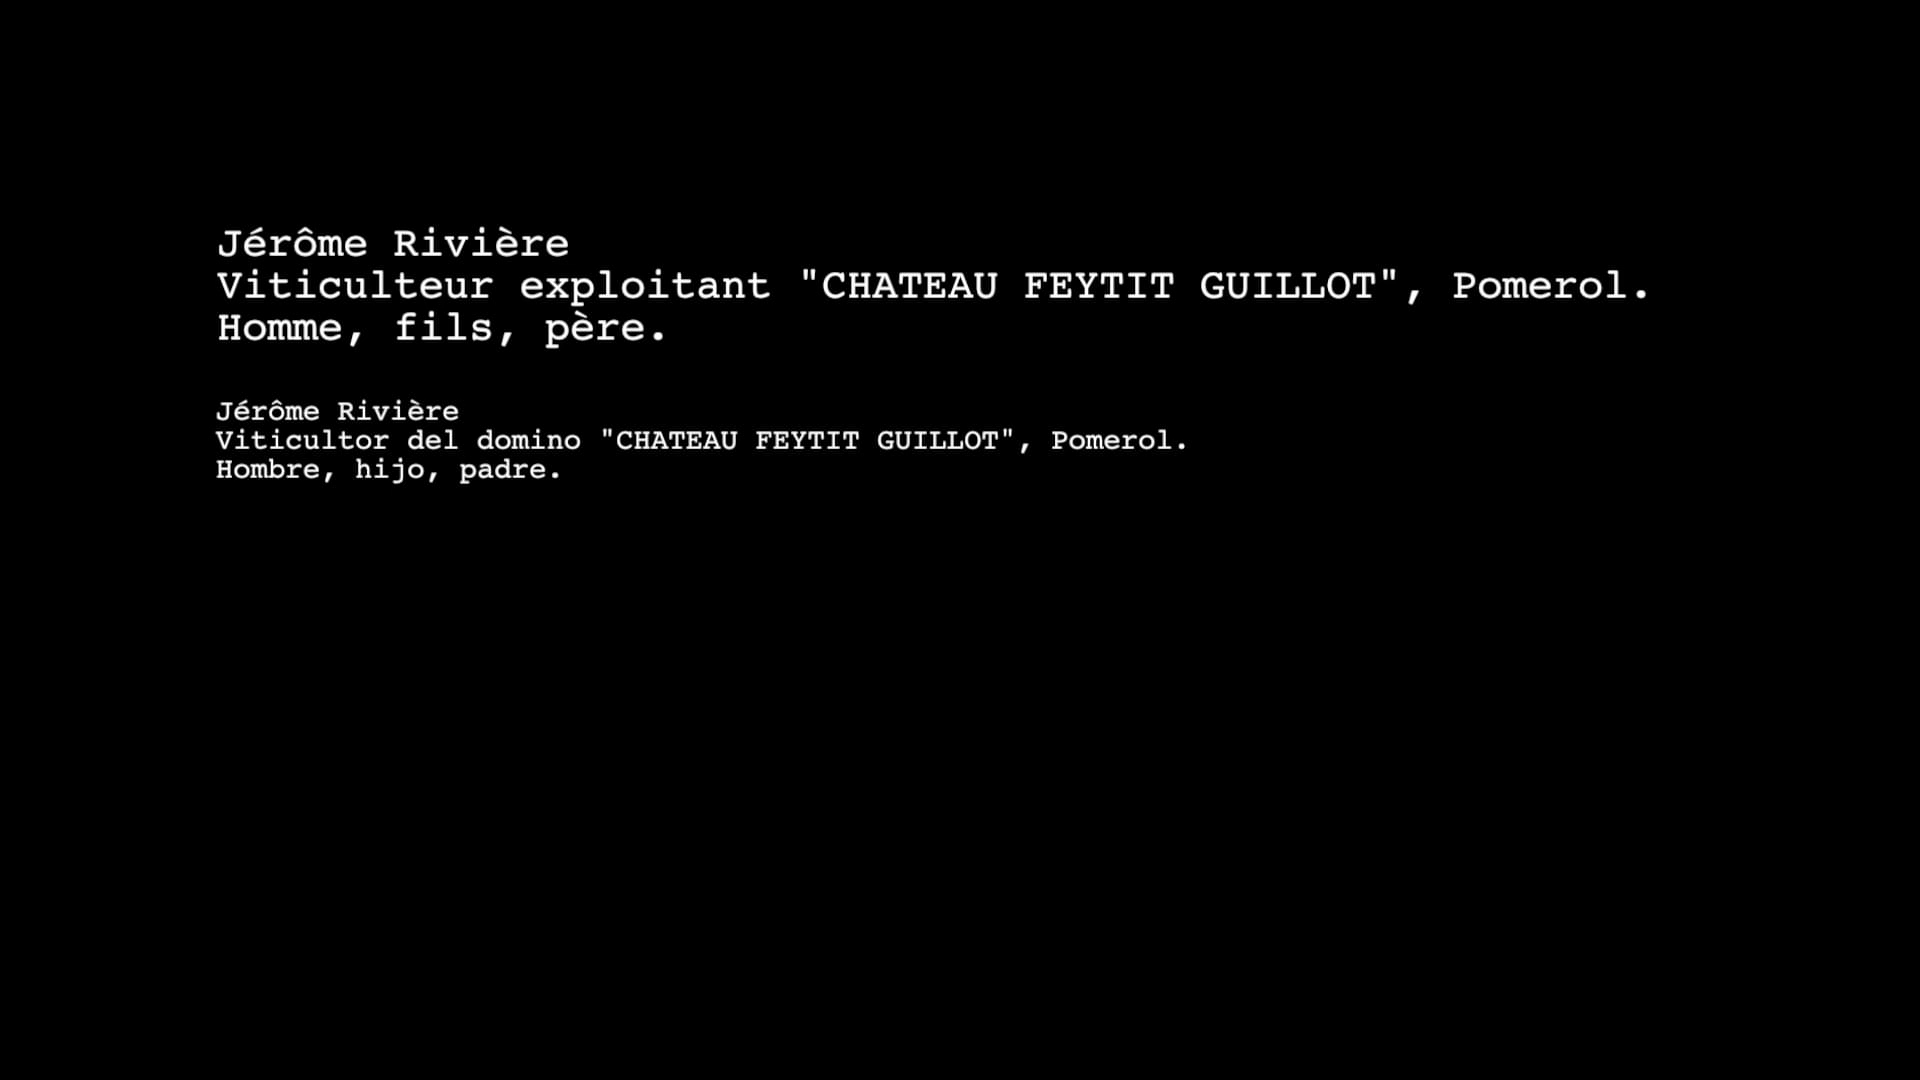 Jérôme Rivière
Viticulteur exploitant "CHATEAU FEYTIT GUILLOT", Pomerol.
Homme, fils, père.
Jérôme Rivière
Viticultor del domino "CHATEAU FEYTIT GUILLOT", Pomerol.
Hombre, hijo, padre.